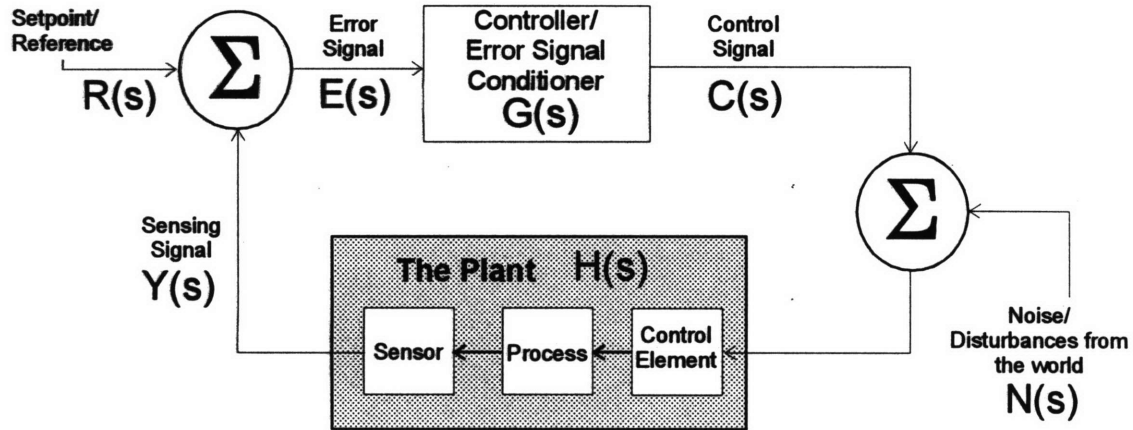 Setpoint/
Reference
R(s)
Σ
Error
Signal
E(s)
Controller/
Error Signal
Conditioner
G(s)
Control
Signal
C(s)
Σ
Sensing
Signal
Y(s)
The Plant H(s)
Sensor
Process
Control
Element
Noise/
Disturbances from
the world
N(s)